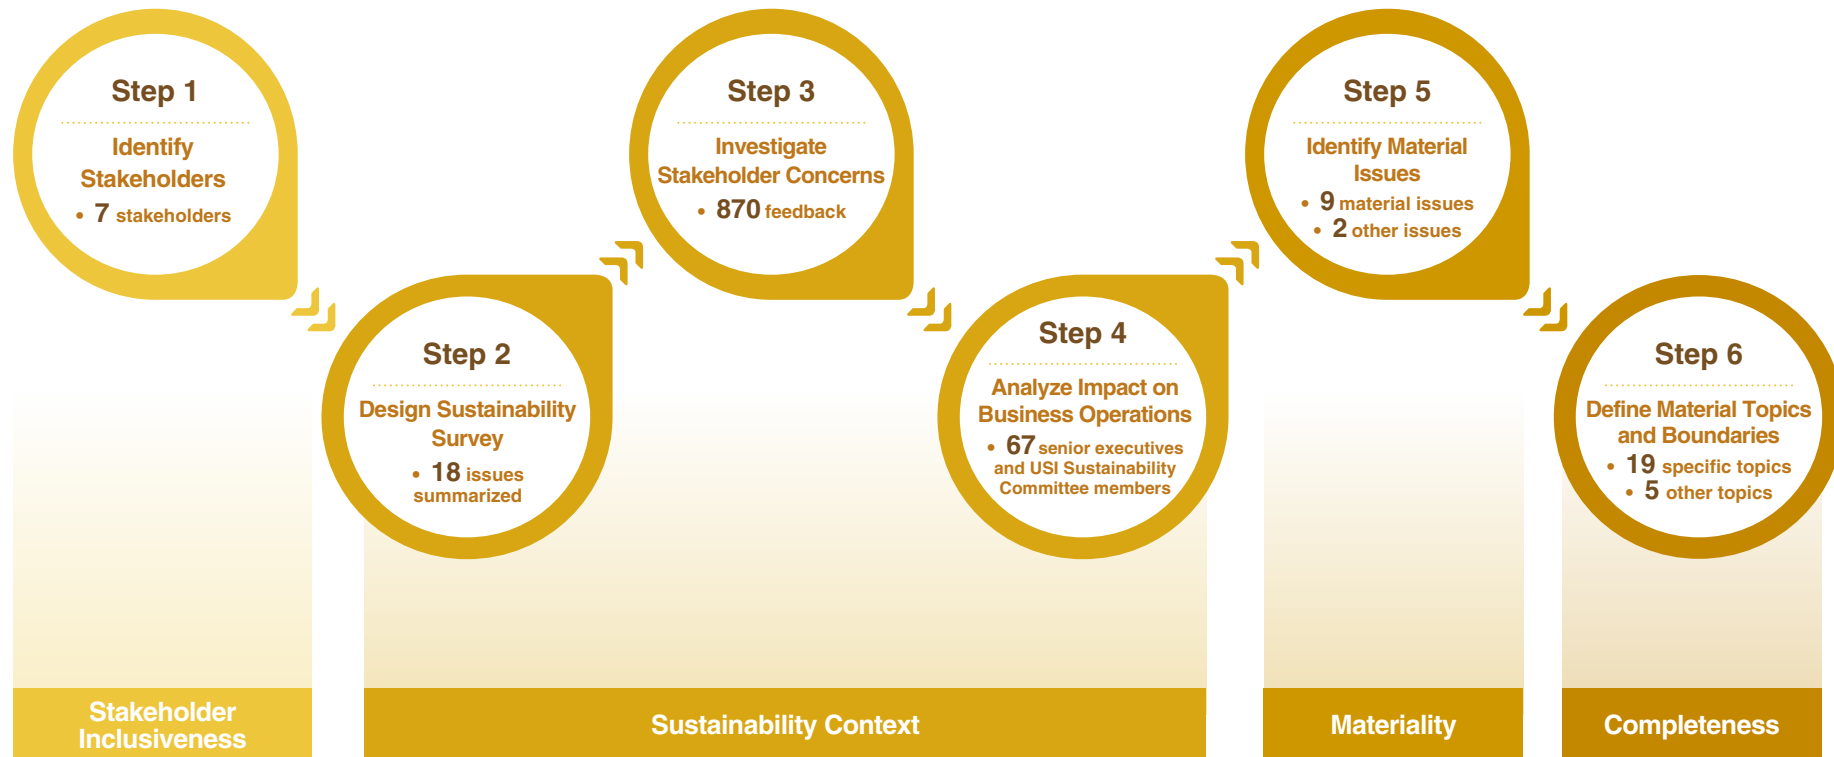 Step 1
Identify
Stakeholders
• 7 stakeholders
Step 2
Design Sustainability
Survey
• 18 issues
summarized
Step 3
Investigate
Stakeholder Concerns
• 870 feedback
Step 4
Analyze Impact on
Business Operations
• 67 senior executives
and USI Sustainability
Committee members
Step 5
Identify Material
Issues
• 9 material issues
• 2 other issues
Step 6
Define Material Topics
and Boundaries
• 19 specific topics
• 5 other topics
Stakeholder
Inclusiveness
Sustainability Context
Materiality
Completeness